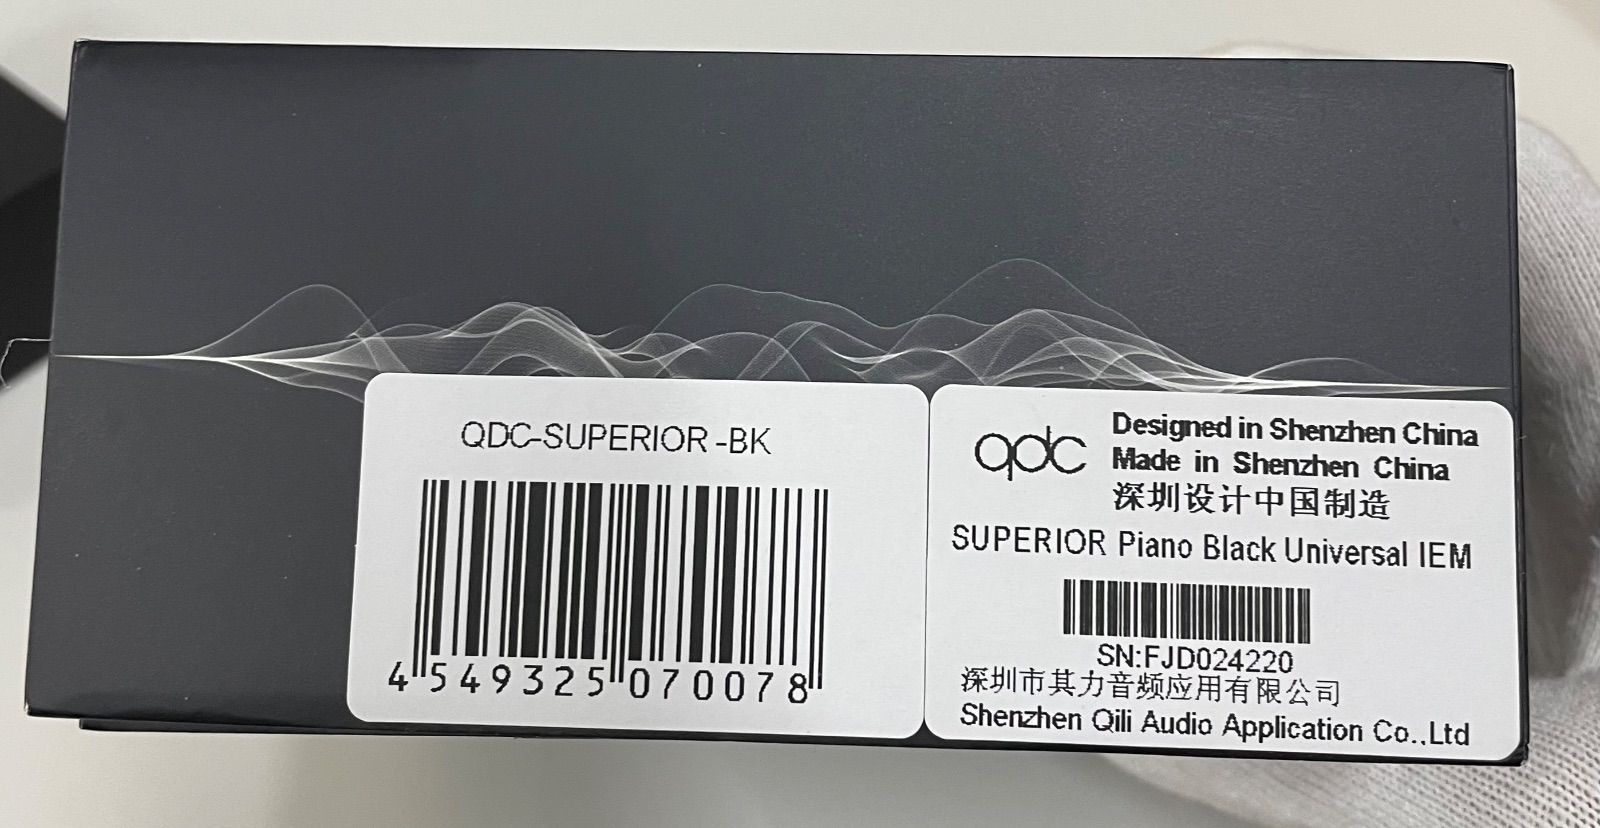 QDC-SUPERIOR-BK
4 549325 070078
qdc
Designed in Shenzhen China
Made in Shenzhen China
深圳设计中国制造
SUPERIOR Piano Black Universal IEM
SN:FJD024220
深圳市其力音频应用有限公司
Shenzhen Qili Audio Application Co.,Ltd